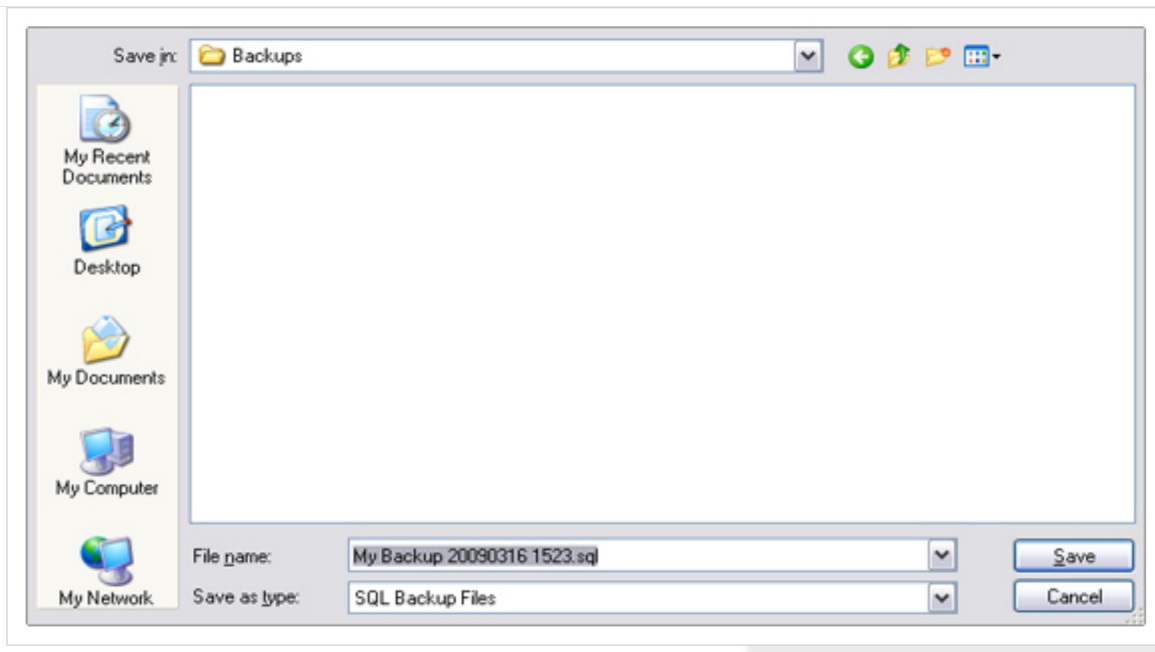 Save in:
Backups
My Recent
Documents
Desktop
My Documents
My Computer
My Network
File name:
My Backup 20090316 1523.sql
Save
Save as type:
SQL Backup Files
Cancel